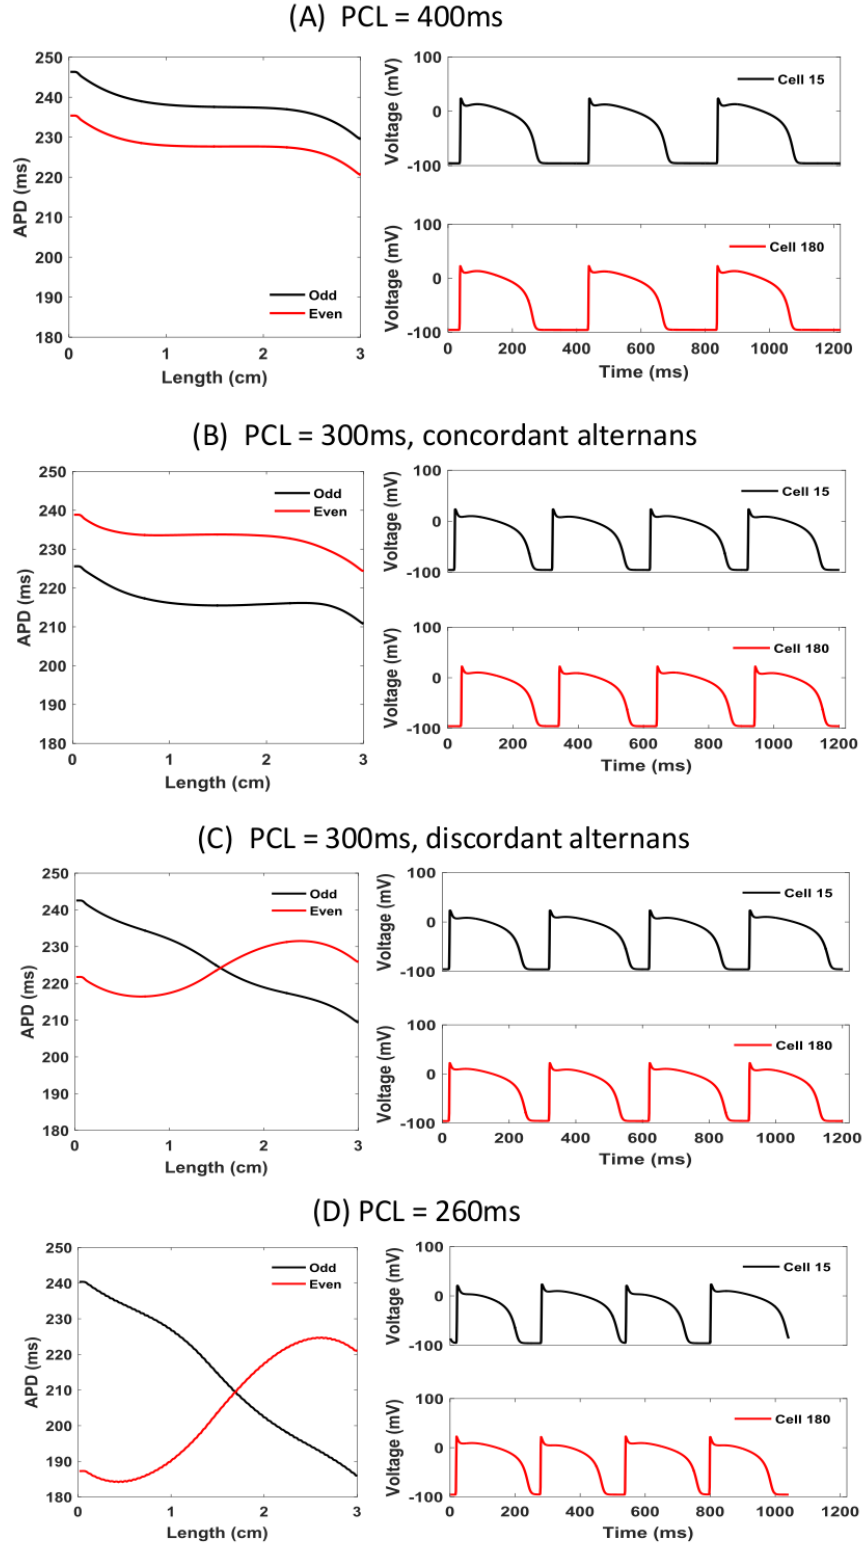 (A) PCL = 400ms
250
240
230
220
210
200
190
180
APD (ms)
Odd
Even
0 1 2 3
Length (cm)
100
0
-100
Voltage (mV)
Cell 15
100
0
-100
Voltage (mV)
Cell 180
0 200 400 600 800 1000 1200
Time (ms)
(B) PCL = 300ms, concordant alternans
250
240
230
220
210
200
190
180
APD (ms)
Odd
Even
0 1 2 3
Length (cm)
100
0
-100
Voltage (mV)
Cell 15
100
0
-100
Voltage (mV)
Cell 180
0 200 400 600 800 1000 1200
Time (ms)
(C) PCL = 300ms, discordant alternans
250
240
230
220
210
200
190
180
APD (ms)
Odd
Even
0 1 2 3
Length (cm)
100
0
-100
Voltage (mV)
Cell 15
100
0
-100
Voltage (mV)
Cell 180
0 200 400 600 800 1000 1200
Time (ms)
(D) PCL = 260ms
250
240
230
220
210
200
190
180
APD (ms)
Odd
Even
0 1 2 3
Length (cm)
100
0
-100
Voltage (mV)
Cell 15
100
0
-100
Voltage (mV)
Cell 180
0 200 400 600 800 1000 1200
Time (ms)